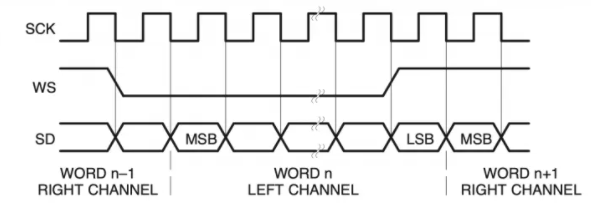 SCK
WS
SD
MSB
LSB
MSB
WORD n–1
RIGHT CHANNEL
WORD n
LEFT CHANNEL
WORD n+1
RIGHT CHANNEL